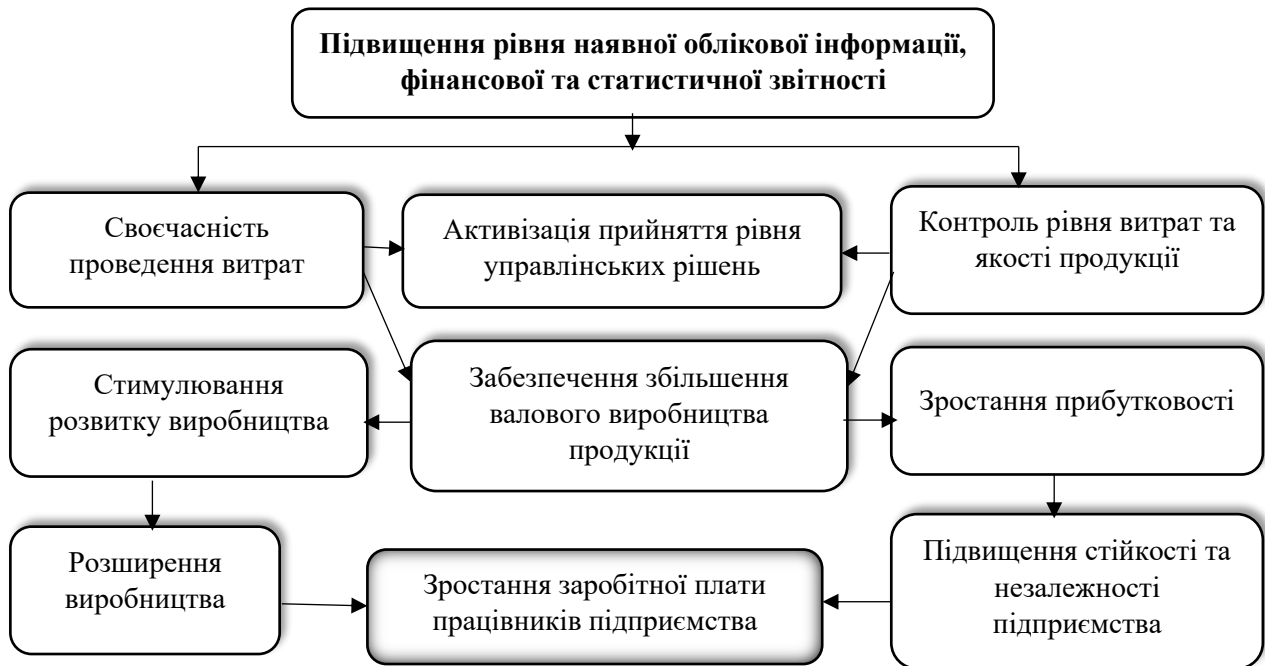 Підвищення рівня наявної облікової інформації,
фінансової та статистичної звітності
Своєчасність
проведення витрат
Активізація прийняття рівня
управлінських рішень
Контроль рівня витрат та
якості продукції
Стимулювання
розвитку виробництва
Забезпечення збільшення
валового виробництва
продукції
Зростання прибутковості
Розширення
виробництва
Зростання заробітної плати
працівників підприємства
Підвищення стійкості та
незалежності
підприємства